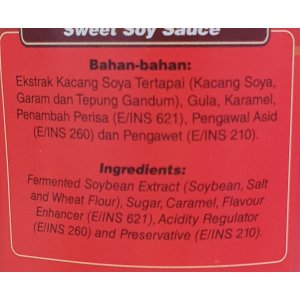 Sweet Soy Sauce
Bahan-bahan:
Ekstrak Kacang Soya Tertapai (Kacang Soya,
Garam dan Tepung Gandum), Gula, Karamel,
Penambah Perisa (E/INS 621), Pengawal Asid
(E/INS 260) dan Pengawet (E/INS 210).
Ingredients:
Fermented Soybean Extract (Soybean, Salt
and Wheat Flour), Sugar, Caramel, Flavour
Enhancer (E/INS 621), Acidity Regulator
(E/INS 260) and Preservative (E/INS 210).